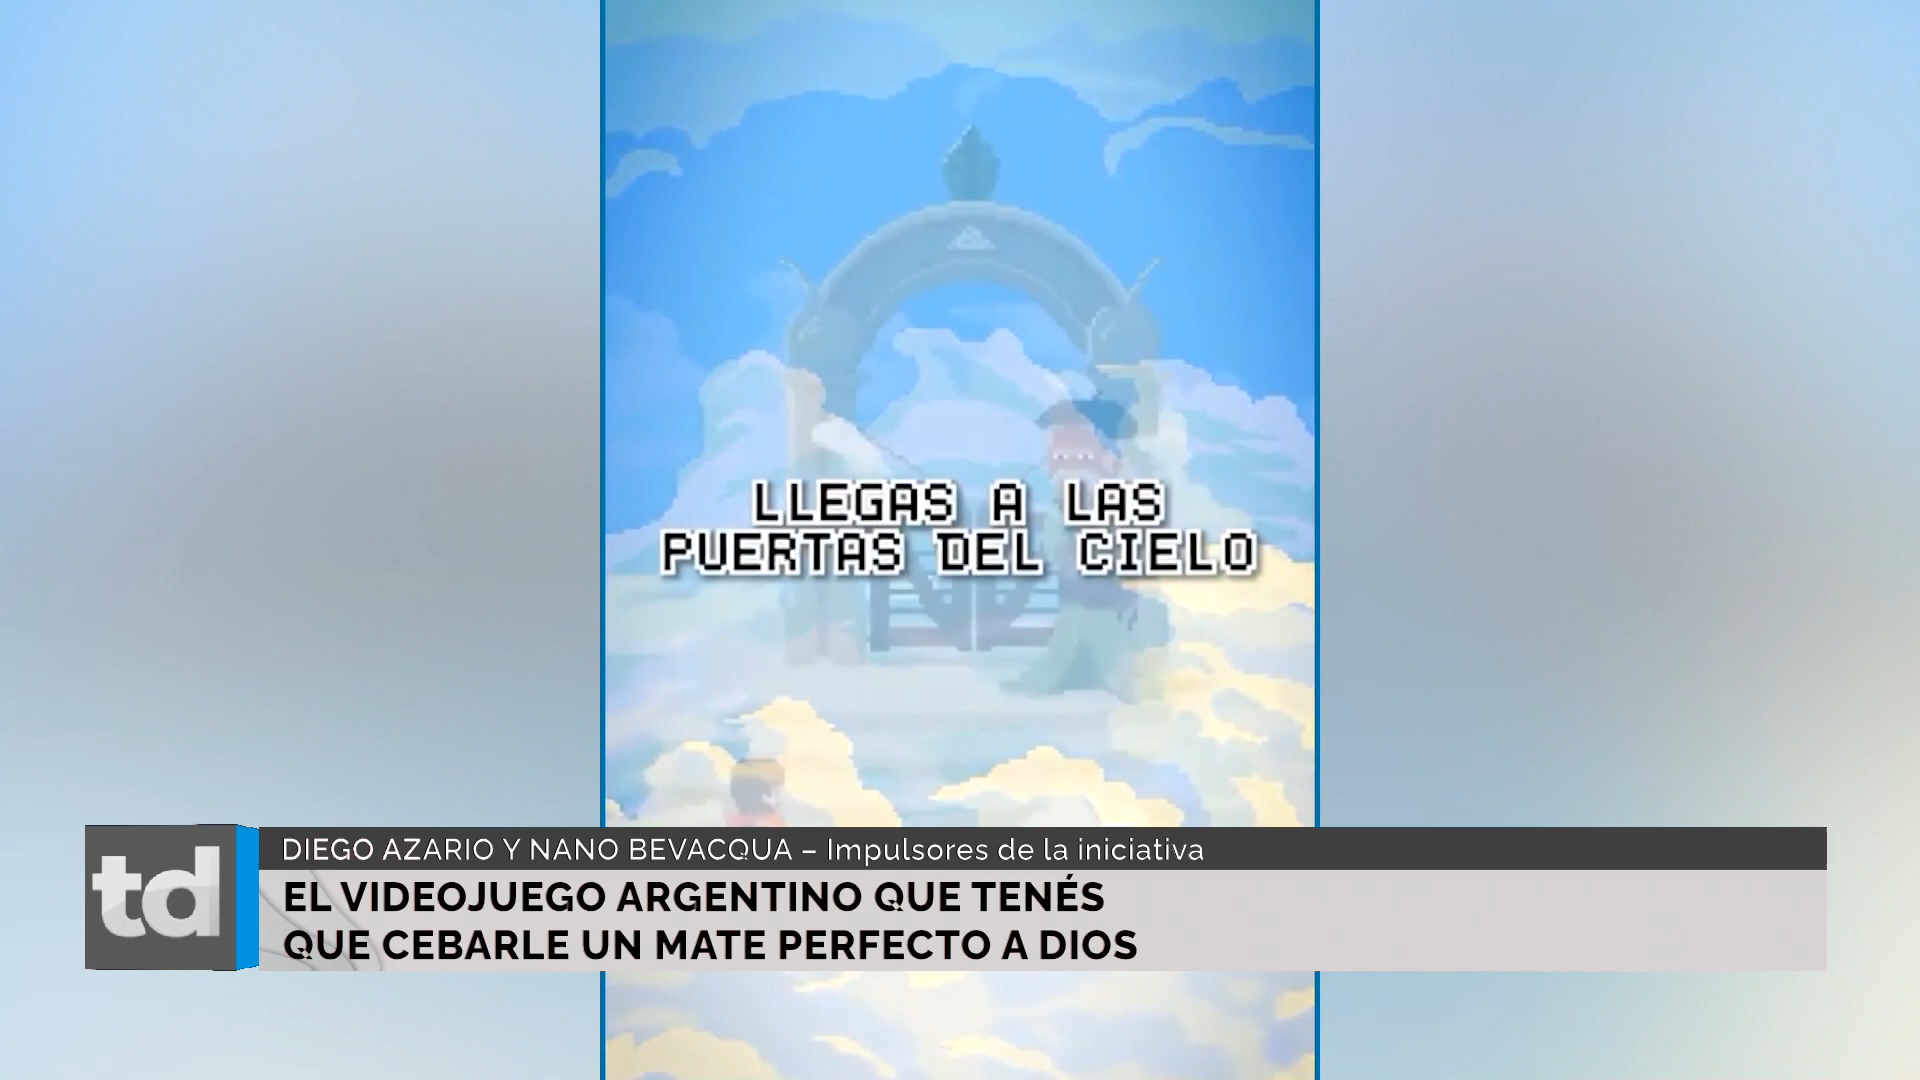 LLEGAS A LAS
PUERTAS DEL CIELO
td
DIEGO AZARIO Y NANO BEVACQUA – Impulsores de la iniciativa
EL VIDEOJUEGO ARGENTINO QUE TENÉS
QUE CEBARLE UN MATE PERFECTO A DIOS